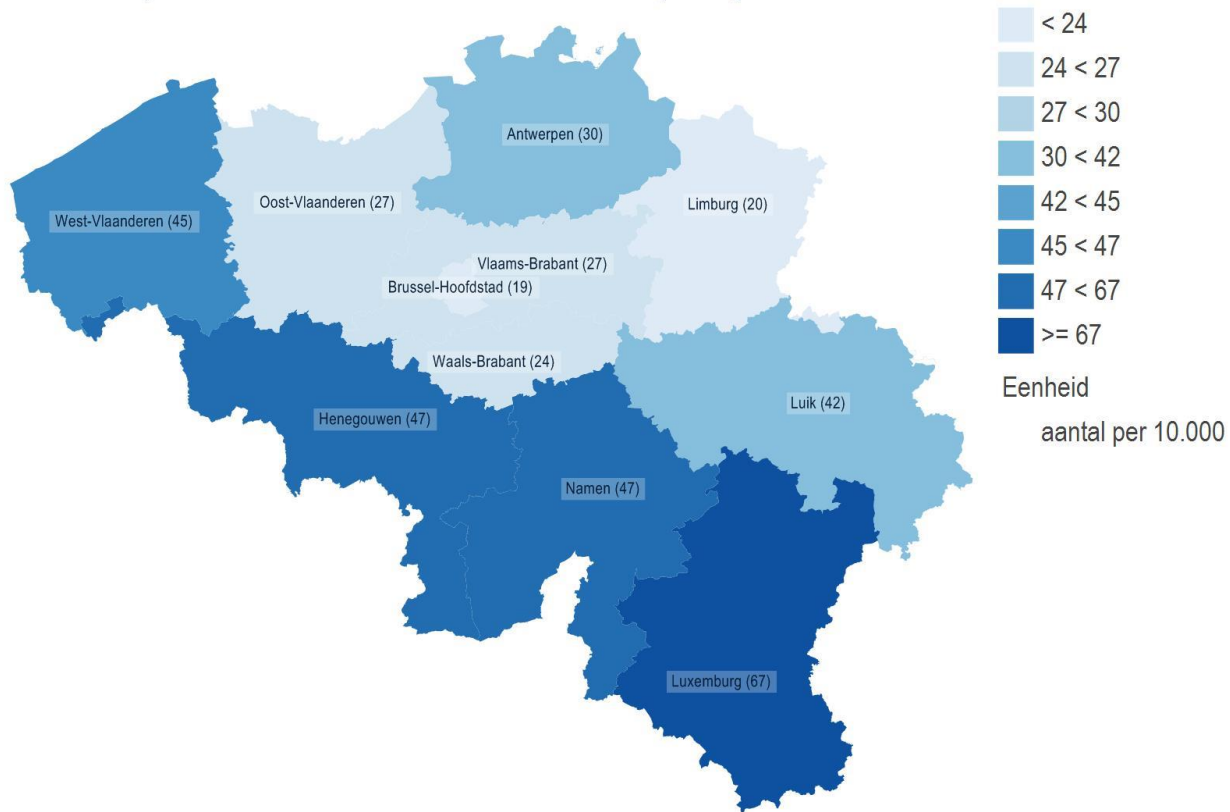 < 24
24 < 27
27 < 30
30 < 42
42 < 45
45 < 47
47 < 67
>= 67
Eenheid
aantal per 10.000
Antwerpen (30)
Oost-Vlaanderen (27)
Limburg (20)
West-Vlaanderen (45)
Vlaams-Brabant (27)
Brussel-Hoofdstad (19)
Waals-Brabant (24)
Luik (42)
Henegouwen (47)
Namen (47)
Luxemburg (67)